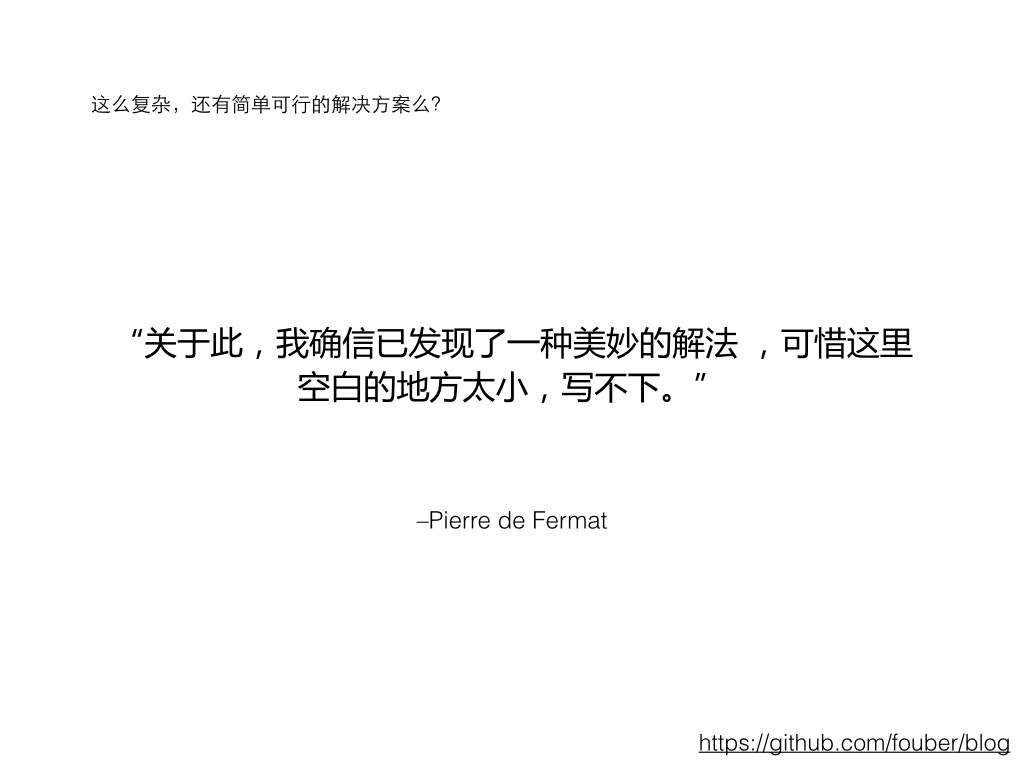 这么复杂，还有简单可行的解决方案么？
“关于此，我确信已发现了一种美妙的解法 ，可惜这里
空白的地方太小，写不下。”
–Pierre de Fermat
https://github.com/fouber/blog